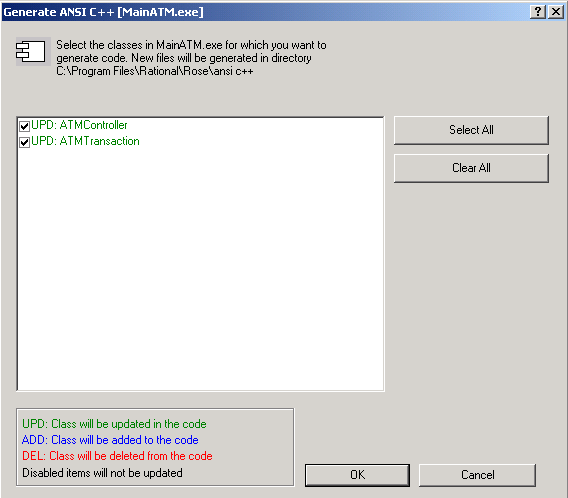 Generate ANSI C++ [MainATM.exe]
Select the classes in MainATM.exe for which you want to
generate code. New files will be generated in directory
C:\Program Files\Rational\Rose\ansi c++
UPD: ATMController
UPD: ATMTransaction
Select All
Clear All
UPD: Class will be updated in the code
ADD: Class will be added to the code
DEL: Class will be deleted from the code
Disabled items will not be updated
OK
Cancel